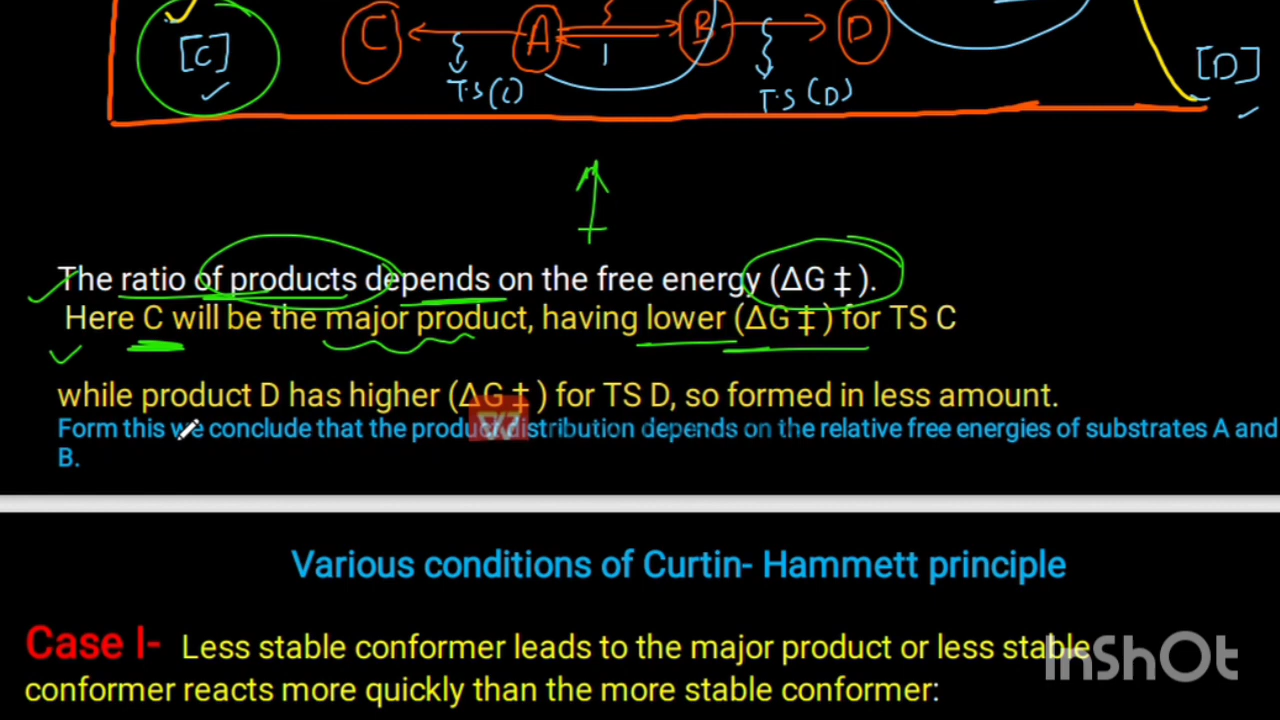 [C]
C A B D
1
T.S(C)
T.S (D)
[D]
The ratio of products depends on the free energy (ΔG ‡ ).
Here C will be the major product, having lower (ΔG ‡ ) for TS C
while product D has higher (ΔG ‡ ) for TS D, so formed in less amount.
Form this we conclude that the product distribution depends on the relative free energies of substrates A and
B.
Various conditions of Curtin- Hammett principle
Case I- Less stable conformer leads to the major product or less stable
conformer reacts more quickly than the more stable conformer:
InShOt